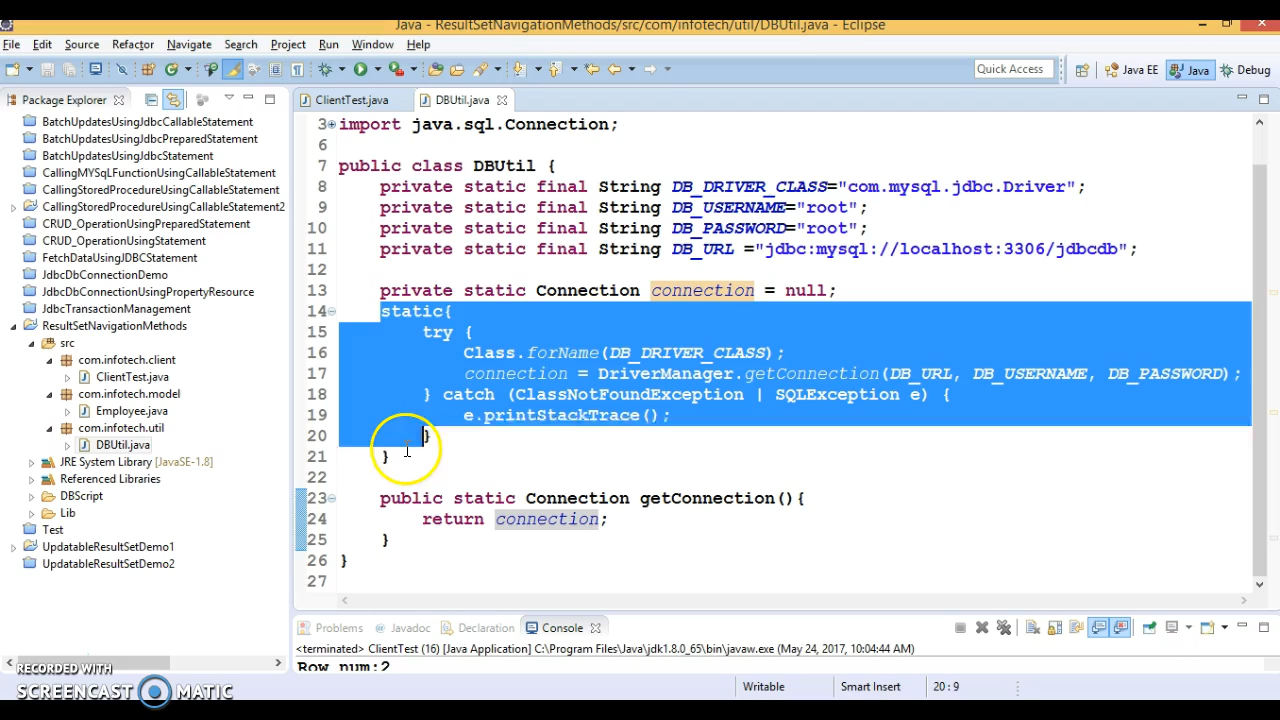 Java - ResultSetNavigationMethods/src/com/infotech/util/DBUtil.java - Eclipse
File Edit Source Refactor Navigate Search Project Run Window Help
Quick Access Java EE Java Debug
Package Explorer
BatchUpdatesUsingJdbcCallableStatement
BatchUpdatesUsingJdbcPreparedStatement
BatchUpdatesUsingJdbcStatement
CallingMYSqlFunctionUsingCallableStatement
CallingStoredProcedureUsingCallableStatement
CallingStoredProcedureUsingCallableStatement2
CRUD_OperationUsingPreparedStatement
CRUD_OperationUsingStatement
FetchDataUsingJDBCStatement
JdbcDbConnectionDemo
JdbcDbConnectionUsingPropertyResource
JdbcTransactionManagement
ResultSetNavigationMethods
src
com.infotech.client
ClientTest.java
com.infotech.model
Employee.java
com.infotech.util
DBUtil.java
JRE System Library [JavaSE-1.8]
Referenced Libraries
DBScript
Lib
Test
UpdatableResultSetDemo1
UpdatableResultSetDemo2
ClientTest.java DBUtil.java
3 import java.sql.Connection;
6
7 public class DBUtil {
8 private static final String DB_DRIVER_CLASS="com.mysql.jdbc.Driver";
9 private static final String DB_USERNAME="root";
10 private static final String DB_PASSWORD="root";
11 private static final String DB_URL ="jdbc:mysql://localhost:3306/jdbcdb";
12
13 private static Connection connection = null;
14 static{
15 try {
16 Class.forName(DB_DRIVER_CLASS);
17 connection = DriverManager.getConnection(DB_URL, DB_USERNAME, DB_PASSWORD);
18 } catch (ClassNotFoundException | SQLException e) {
19 e.printStackTrace();
20 }
21 }
22
23 public static Connection getConnection(){
24 return connection;
25 }
26 }
27
Problems Javadoc Declaration Console
<terminated> ClientTest (16) [Java Application] C:\Program Files\Java\jdk1.8.0_65\bin\javaw.exe (May 24, 2017, 10:04:44 AM)
Row num:2
Writable Smart Insert 20 : 9
RECORDED WITH
SCREENCAST MATIC